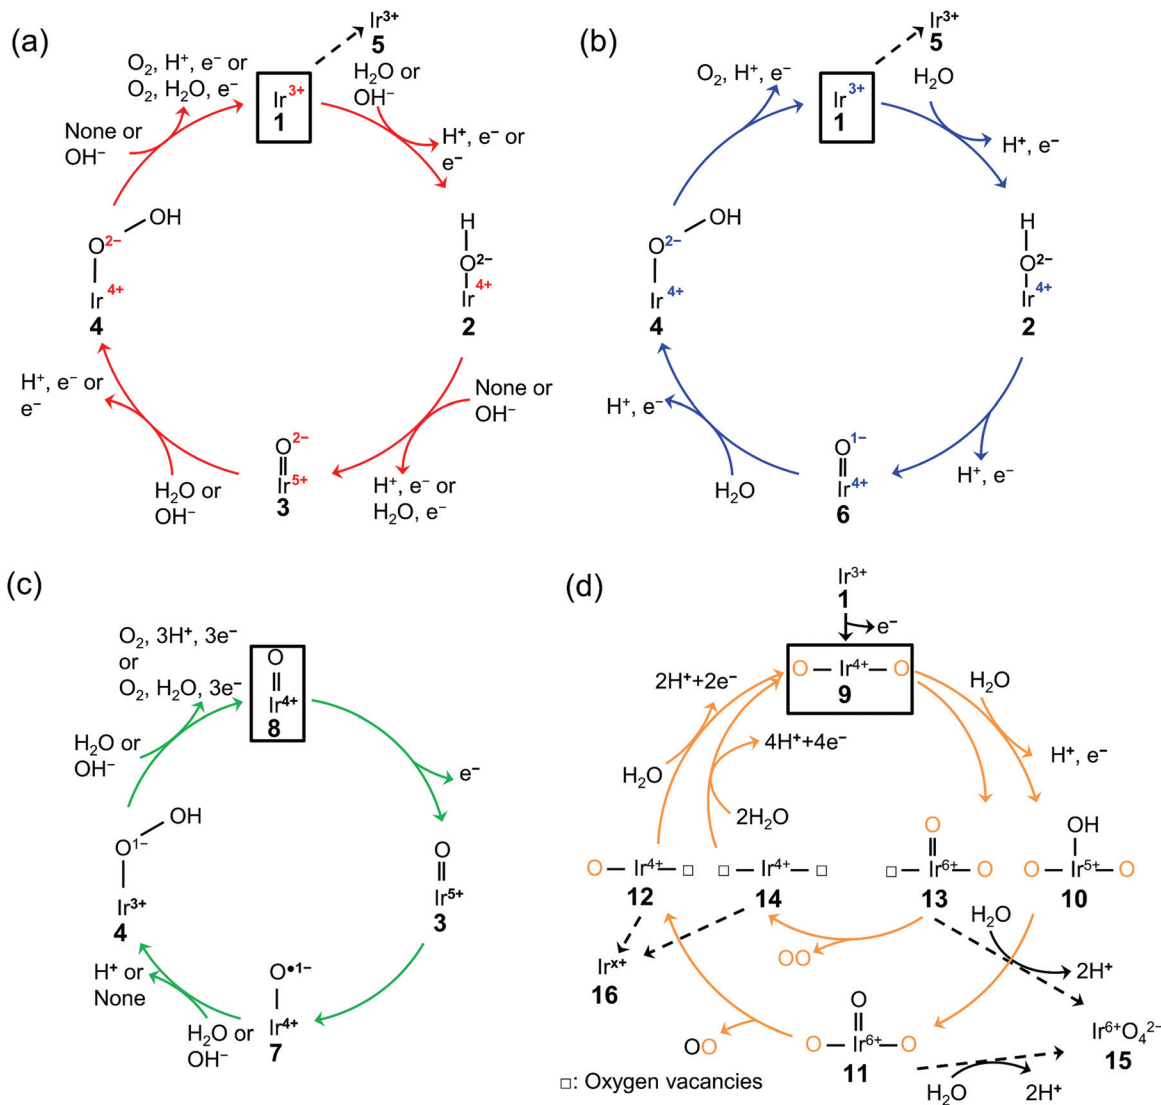 (a)
Ir³⁺
5
O₂, H⁺, e⁻ or
O₂, H₂O, e⁻
Ir³⁺
1
H₂O or
OH⁻
None or
OH⁻
H⁺, e⁻ or
e⁻
OH
O²⁻
Ir⁴⁺
4
H
O²⁻
Ir⁴⁺
2
H⁺, e⁻ or
e⁻
None or
OH⁻
O²⁻
Ir⁵⁺
3
H₂O or
OH⁻
H⁺, e⁻ or
H₂O, e⁻
(b)
Ir³⁺
5
O₂, H⁺, e⁻
Ir³⁺
1
H₂O
H⁺, e⁻
OH
O²⁻
Ir⁴⁺
4
H
O²⁻
Ir⁴⁺
2
H⁺, e⁻
O¹⁻
Ir⁴⁺
6
H₂O
H⁺, e⁻
(c)
O₂, 3H⁺, 3e⁻
or
O₂, H₂O, 3e⁻
O
Ir⁴⁺
8
H₂O or
OH⁻
e⁻
OH
O¹⁻
Ir³⁺
4
O
Ir⁵⁺
3
H⁺ or
None
O•¹⁻
Ir⁴⁺
7
H₂O or
OH⁻
(d)
Ir³⁺
1
e⁻
O Ir⁴⁺ O
9
2H⁺+2e⁻
H₂O
4H⁺+4e⁻
H⁺, e⁻
H₂O
2H₂O
O Ir⁴⁺ □
12
□ Ir⁴⁺ □
14
O
□ Ir⁶⁺ O
13
OH
O Ir⁵⁺ O
10
H₂O
OO
2H⁺
Irˣ⁺
16
O
O Ir⁶⁺ O
11
OO
Ir⁶⁺O₄²⁻
15
H₂O
2H⁺
□: Oxygen vacancies